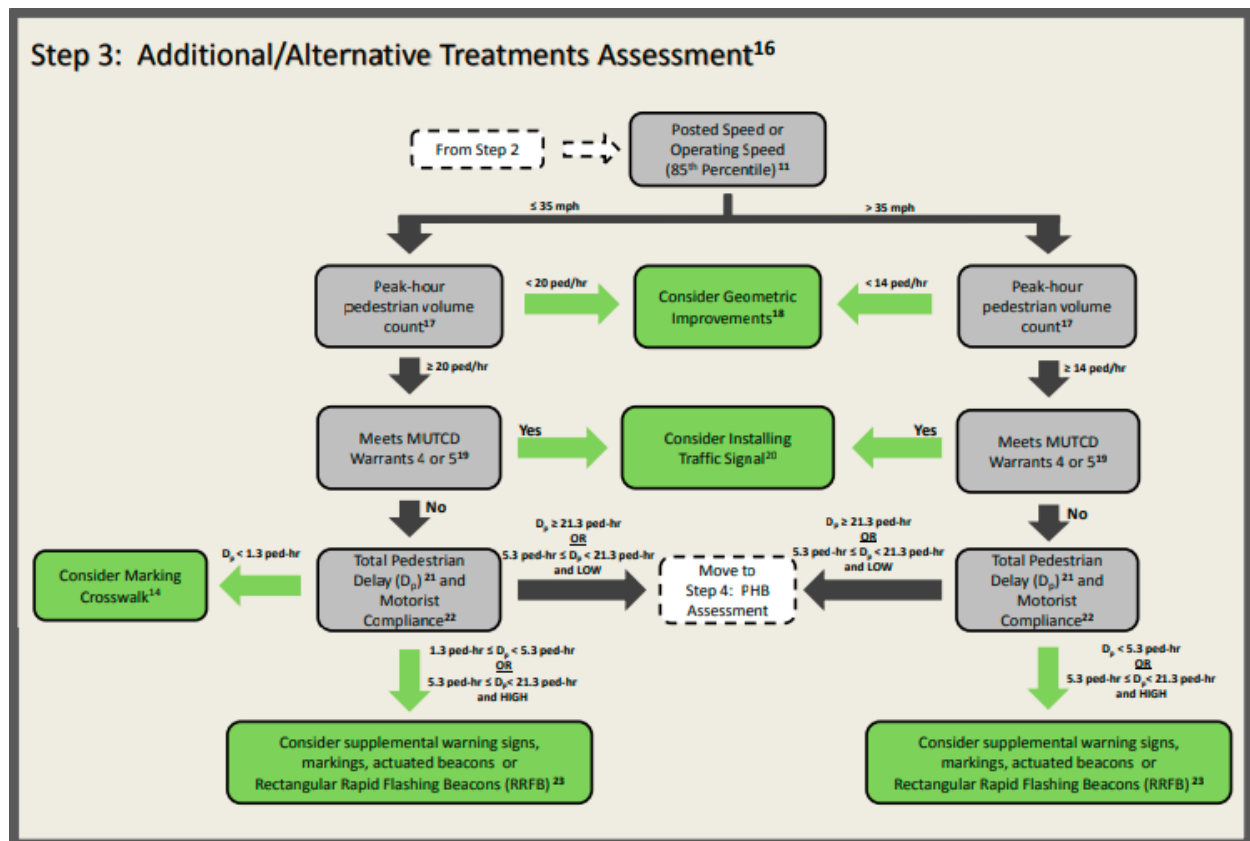 Step 3:  Additional/Alternative Treatments Assessment16
From Step 2
Posted Speed or
Operating Speed
(85th Percentile) 11
≤ 35 mph
> 35 mph
Peak-hour
pedestrian volume
count17
< 20 ped/hr
Consider Geometric
Improvements18
< 14 ped/hr
Peak-hour
pedestrian volume
count17
≥ 20 ped/hr
≥ 14 ped/hr
Meets MUTCD
Warrants 4 or 519
Yes
Consider Installing
Traffic Signal20
Yes
Meets MUTCD
Warrants 4 or 519
No
No
Dp ≥ 21.3 ped-hr
OR
5.3 ped-hr ≤ Dp < 21.3 ped-hr
and LOW
Dp ≥ 21.3 ped-hr
OR
5.3 ped-hr ≤ Dp < 21.3 ped-hr
and LOW
Consider Marking
Crosswalk14
Dp < 1.3 ped-hr
Total Pedestrian
Delay (Dp) 21 and
Motorist
Compliance22
Move to
Step 4:  PHB
Assessment
Total Pedestrian
Delay (Dp) 21 and
Motorist
Compliance22
1.3 ped-hr ≤ Dp < 5.3 ped-hr
OR
5.3 ped-hr ≤ Dp< 21.3 ped-hr
and HIGH
Dp < 5.3 ped-hr
OR
5.3 ped-hr ≤ Dp< 21.3 ped-hr
and HIGH
Consider supplemental warning signs,
markings, actuated beacons  or
Rectangular Rapid Flashing Beacons (RRFB) 23
Consider supplemental warning signs,
markings, actuated beacons  or
Rectangular Rapid Flashing Beacons (RRFB) 23